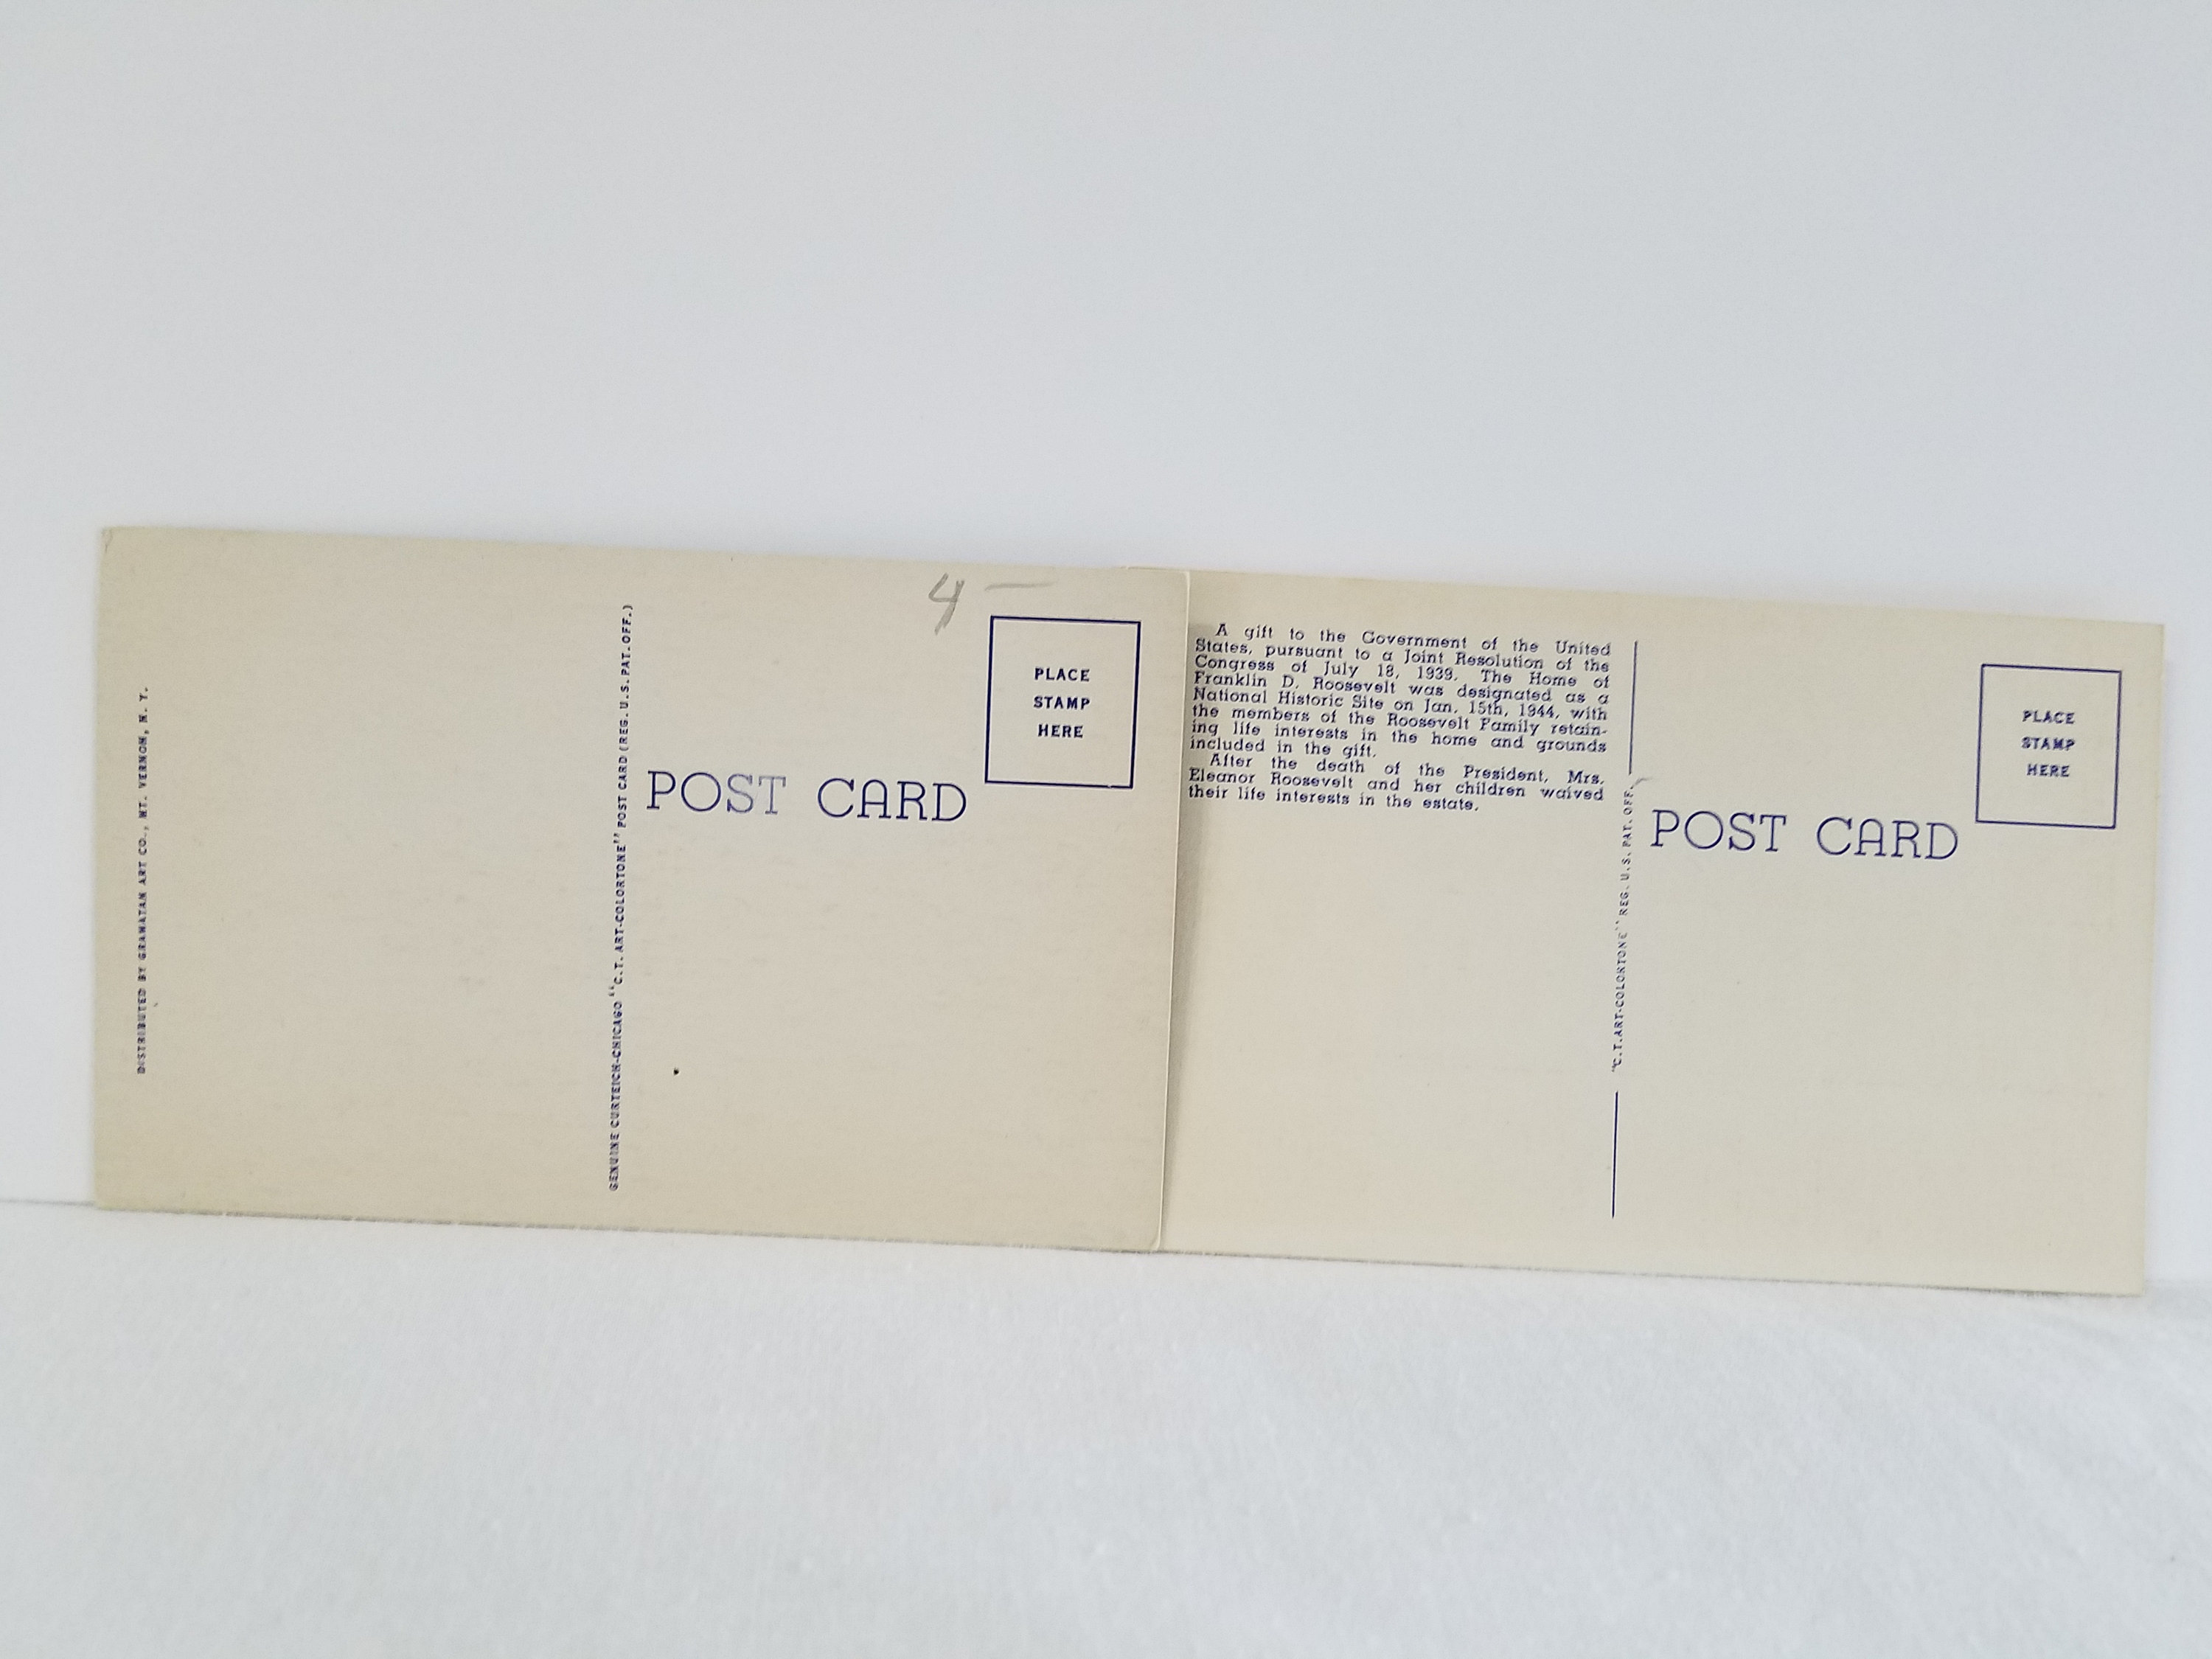 DISTRIBUTED BY GRAMATAN ART CO., MT. VERNON, N. Y.
GENUINE CURTEICH-CHICAGO "C.T. ART-COLORTONE" POST CARD (REG. U.S. PAT. OFF.)
4 —
PLACE
STAMP
HERE
POST CARD
A gift to the Government of the United
States, pursuant to a Joint Resolution of the
Congress of July 18, 1939. The Home of
Franklin D. Roosevelt was designated as a
National Historic Site on Jan. 15th, 1944, with
the members of the Roosevelt Family retain-
ing life interests in the home and grounds
included in the gift.
After the death of the President, Mrs.
Eleanor Roosevelt and her children waived
their life interests in the estate.
"C.T. ART-COLORTONE" REG. U.S. PAT. OFF.
PLACE
STAMP
HERE
POST CARD